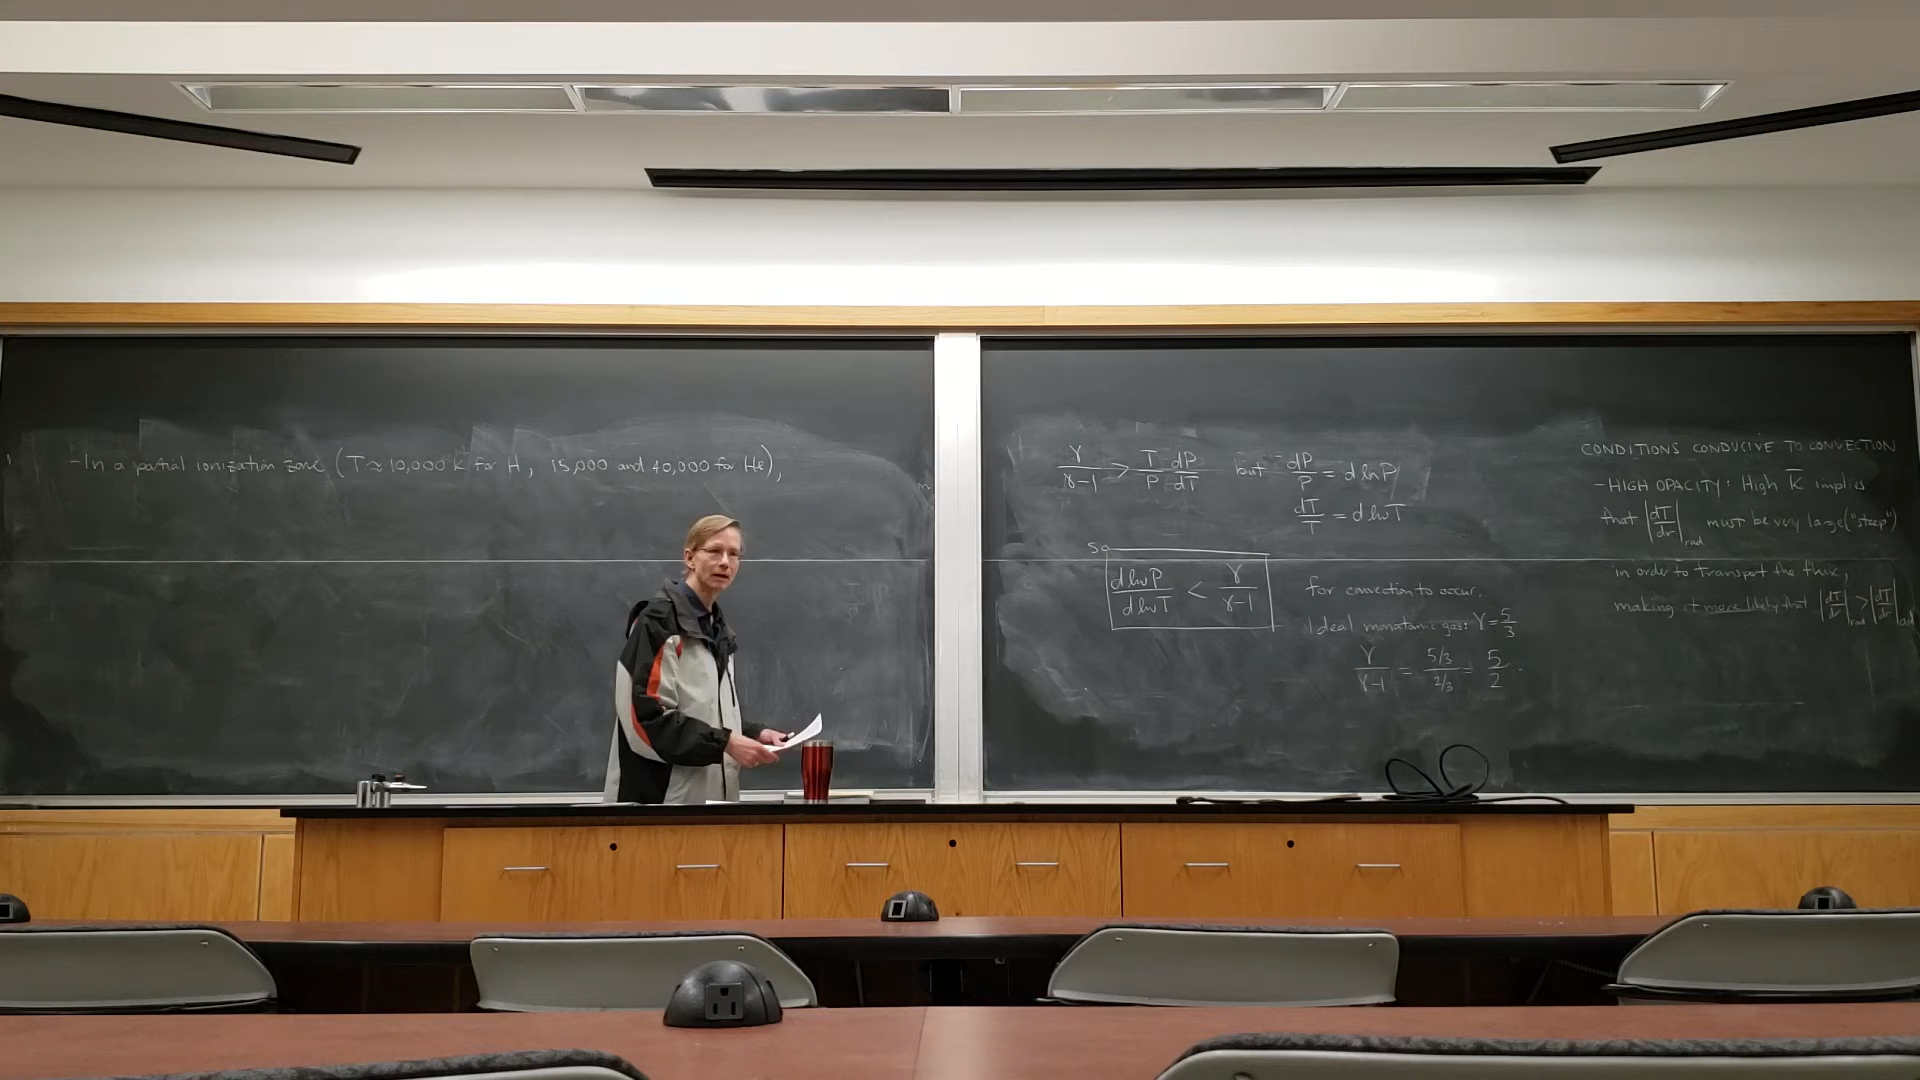 -In a partial ionization zone (T≈10,000 K for H, 15,000 and 40,000 for He),
γ/(γ-1) > T/P dP/dT but dP/P = d ln P
dT/T = d ln T
So
d ln P/d ln T < γ/(γ-1) for convection to occur.
Ideal monatomic gas: γ = 5/3
γ/(γ-1) = (5/3)/(2/3) = 5/2.
CONDITIONS CONDUCIVE TO CONVECTION
-HIGH OPACITY: High κ̄ implies
that |dT/dr|rad must be very large ("steep")
in order to transport the flux,
making it more likely that |dT/dr|rad > |dT/dr|ad